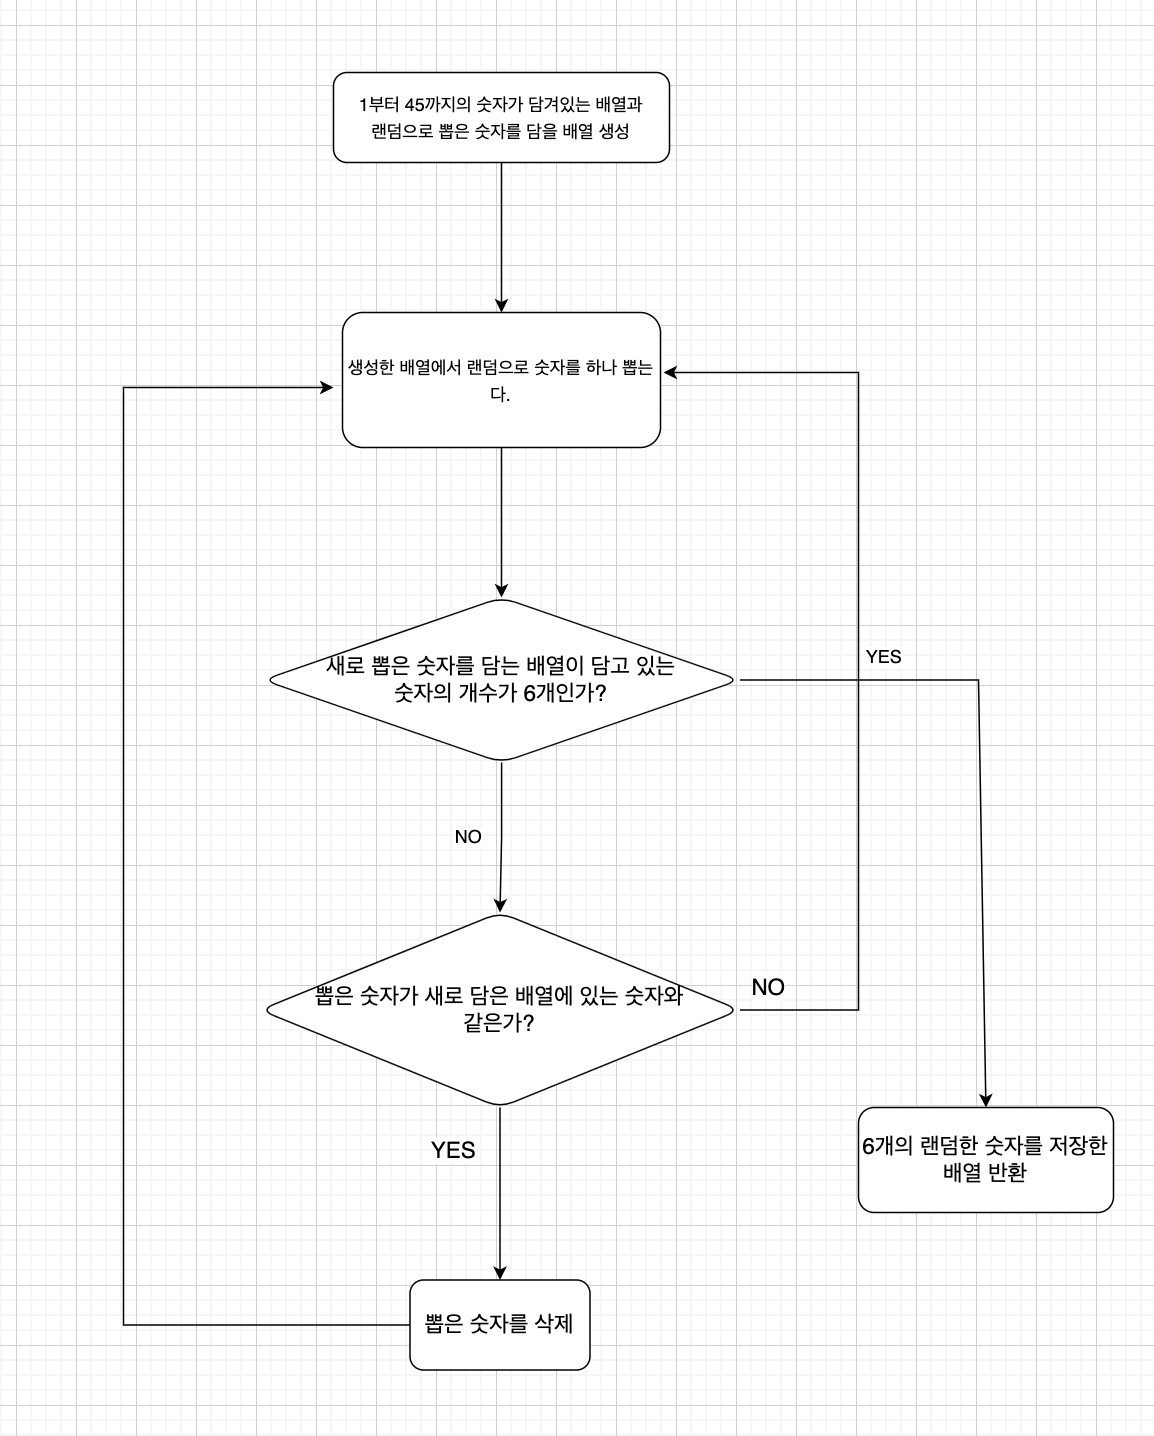 1부터 45까지의 숫자가 담겨있는 배열과
랜덤으로 뽑은 숫자를 담을 배열 생성
생성한 배열에서 랜덤으로 숫자를 하나 뽑는
다.
새로 뽑은 숫자를 담는 배열이 담고 있는
숫자의 개수가 6개인가?
YES
NO
뽑은 숫자가 새로 담은 배열에 있는 숫자와
같은가?
NO
YES
6개의 랜덤한 숫자를 저장한
배열 반환
뽑은 숫자를 삭제